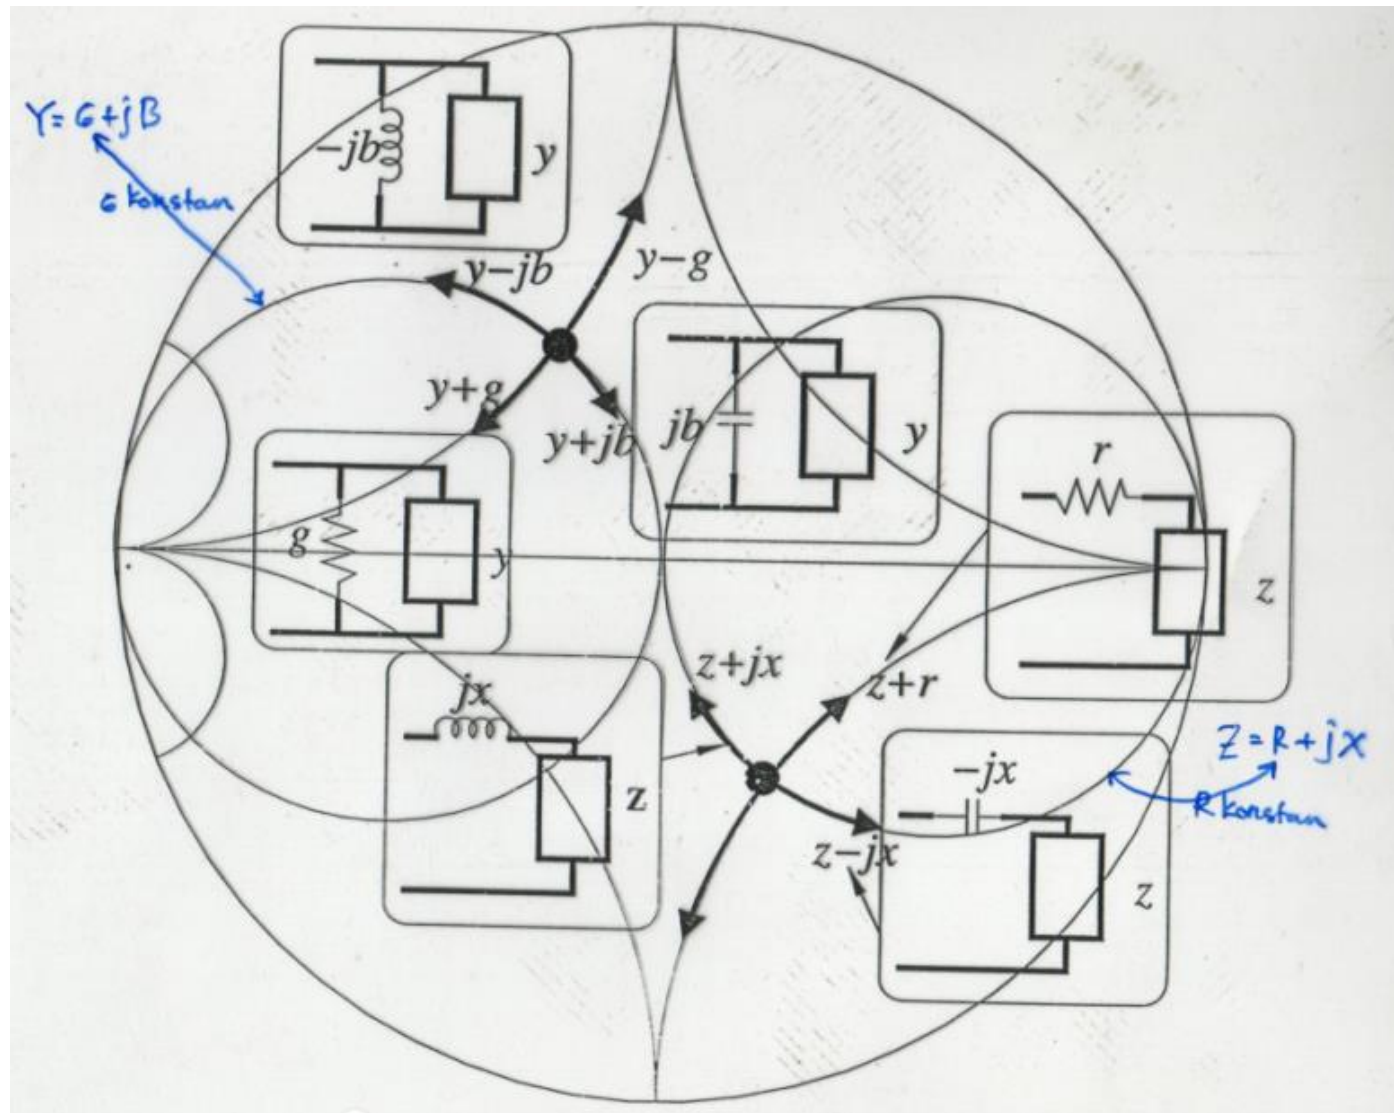 -jb
y
Y = G + jB
G konstan
y-jb
y-g
y+g
y+jb
jb
y
g
y
r
z
z+jx
z+r
jx
z
Z = R + jX
R konstan
-jx
z-jx
z